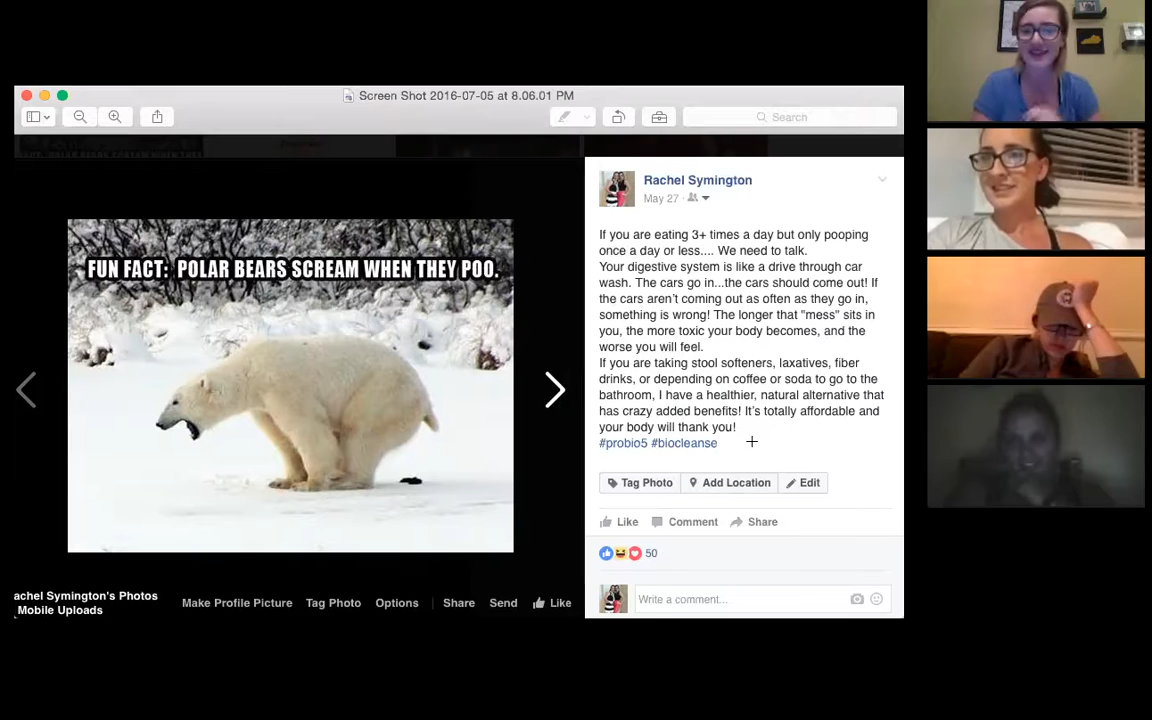 Screen Shot 2016-07-05 at 8.06.01 PM
Search
FUN FACT: POLAR BEARS SCREAM WHEN THEY POO.
Rachel Symington
May 27
If you are eating 3+ times a day but only pooping
once a day or less.... We need to talk.
Your digestive system is like a drive through car
wash. The cars go in...the cars should come out! If
the cars aren't coming out as often as they go in,
something is wrong! The longer that "mess" sits in
you, the more toxic your body becomes, and the
worse you will feel.
If you are taking stool softeners, laxatives, fiber
drinks, or depending on coffee or soda to go to the
bathroom, I have a healthier, natural alternative that
has crazy added benefits! It's totally affordable and
your body will thank you!
#probio5 #biocleanse
Tag Photo Add Location Edit
Like Comment Share
50
Write a comment...
achel Symington's Photos
Mobile Uploads
Make Profile Picture Tag Photo Options Share Send Like